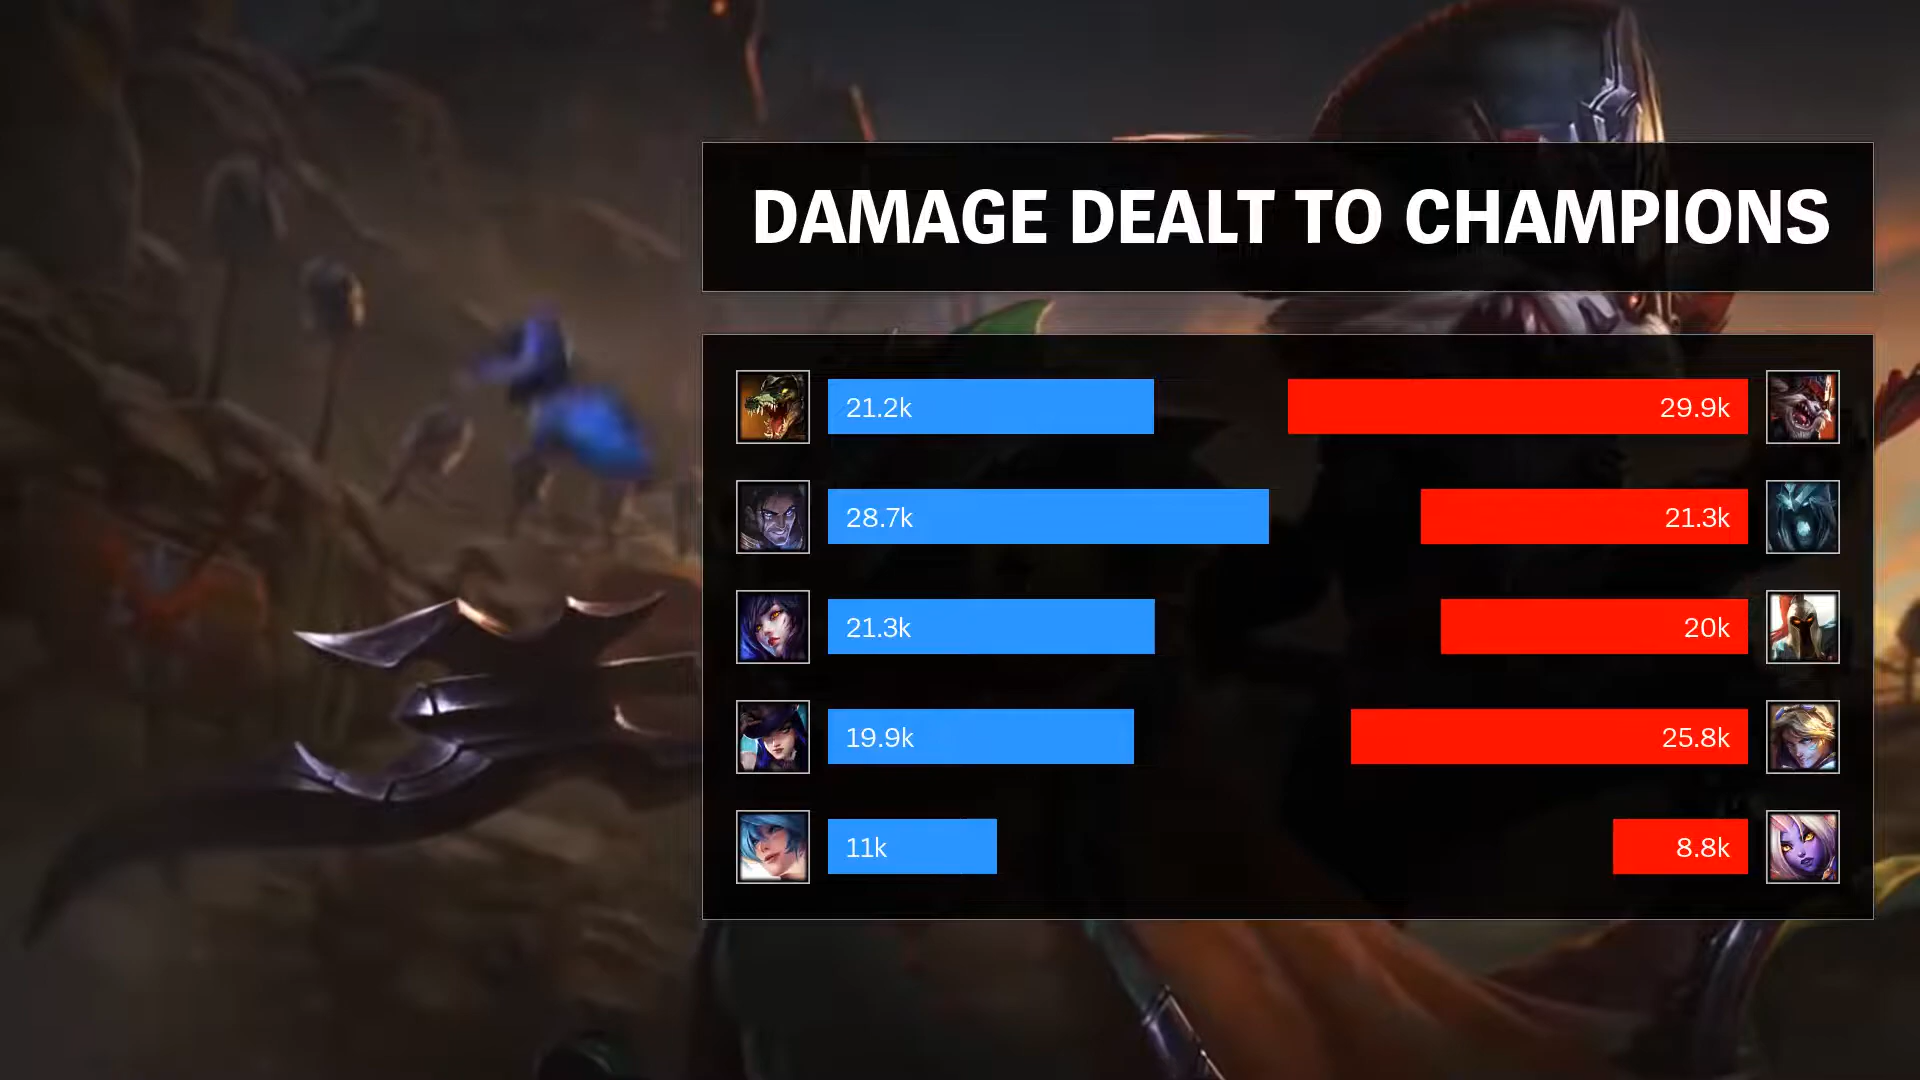 DAMAGE DEALT TO CHAMPIONS
21.2k 29.9k
28.7k 21.3k
21.3k 20k
19.9k 25.8k
11k 8.8k